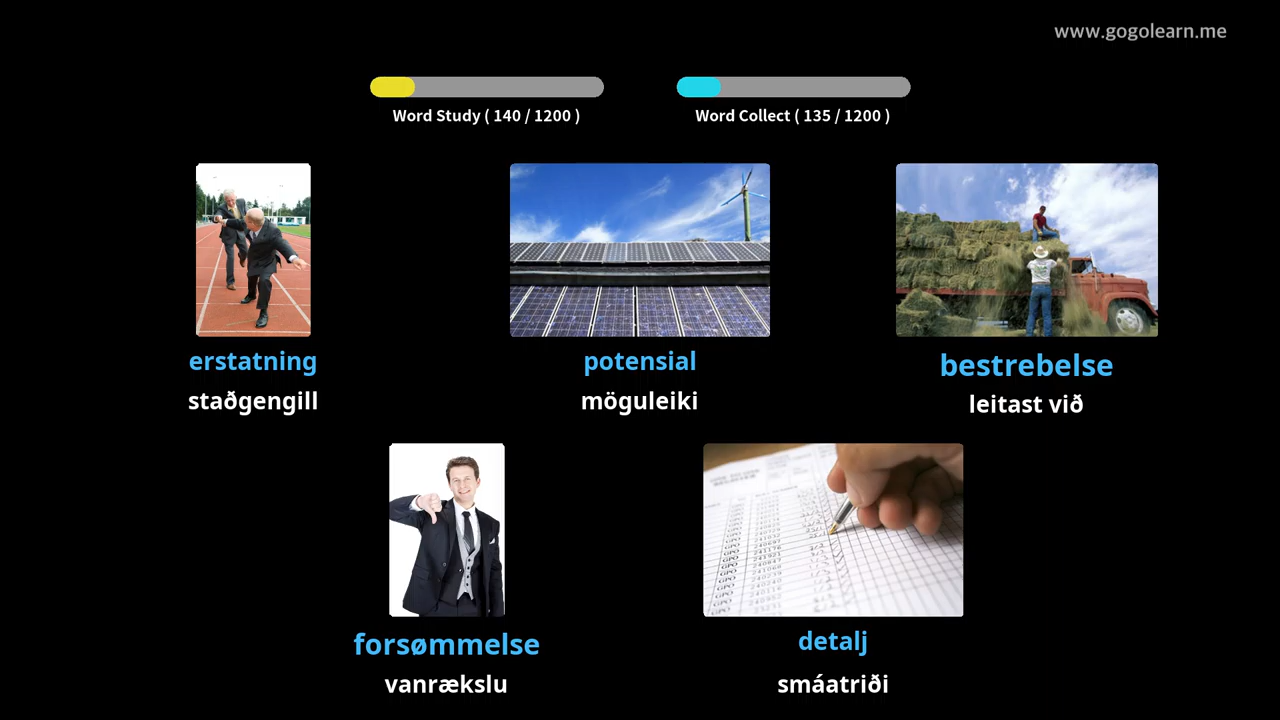 www.gogolearn.me
Word Study ( 140 / 1200 )
Word Collect ( 135 / 1200 )
erstatning
staðgengill
potensial
möguleiki
bestrebelse
leitast við
forsømmelse
vanrækslu
detalj
smáatriði